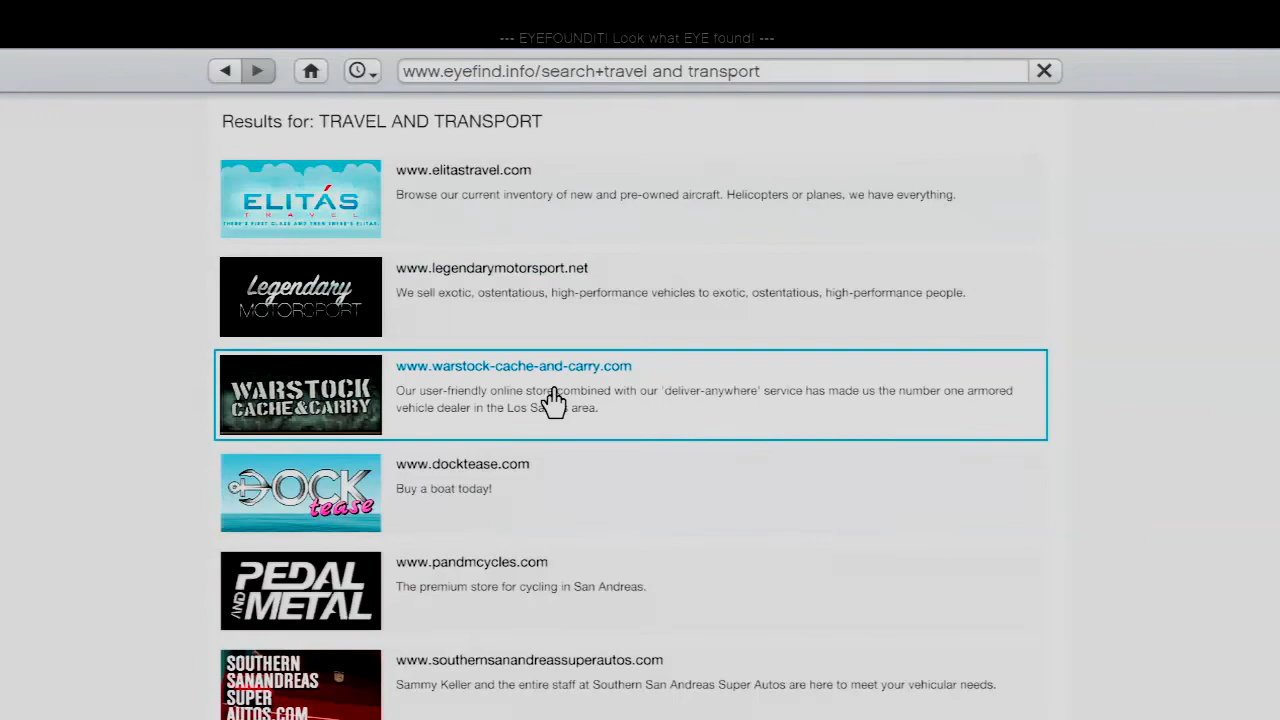 --- EYEFOUNDIT! Look what EYE found! ---
www.eyefind.info/search+travel and transport
Results for: TRAVEL AND TRANSPORT
ELITÁS
TRAVEL
THERE'S FIRST CLASS AND THEN THERE'S ELITAS.
www.elitastravel.com
Browse our current inventory of new and pre-owned aircraft. Helicopters or planes, we have everything.
Legendary
MOTORSPORT
www.legendarymotorsport.net
We sell exotic, ostentatious, high-performance vehicles to exotic, ostentatious, high-performance people.
WARSTOCK
CACHE&CARRY
www.warstock-cache-and-carry.com
Our user-friendly online store combined with our 'deliver-anywhere' service has made us the number one armored
vehicle dealer in the Los area.
DOCK
tease
www.docktease.com
Buy a boat today!
PEDAL
AND METAL
www.pandmcycles.com
The premium store for cycling in San Andreas.
SOUTHERN
SANANDREAS
SUPER
AUTOS.COM
www.southernsanandreassuperautos.com
Sammy Keller and the entire staff at Southern San Andreas Super Autos are here to meet your vehicular needs.